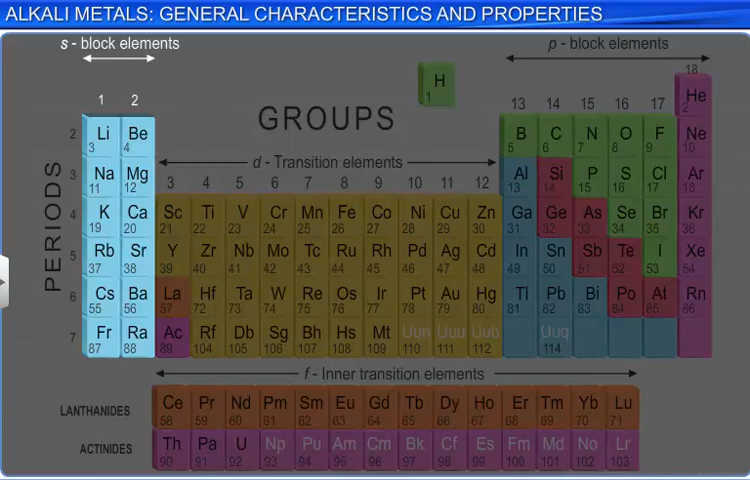 ALKALI METALS: GENERAL CHARACTERISTICS AND PROPERTIES
s - block elements
p - block elements
H
1
18
He
2
1 2
GROUPS
13 14 15 16 17
2 Li Be B C N O F Ne
3 4 5 6 7 8 9 10
d - Transition elements
3 Na Mg Al Si P S Cl Ar
11 12 13 14 15 16 17 18
3 4 5 6 7 8 9 10 11 12
PERIODS
4 K Ca Sc Ti V Cr Mn Fe Co Ni Cu Zn Ga Ge As Se Br Kr
19 20 21 22 23 24 25 26 27 28 29 30 31 32 33 34 35 36
5 Rb Sr Y Zr Nb Mo Tc Ru Rh Pd Ag Cd In Sn Sb Te I Xe
37 38 39 40 41 42 43 44 45 46 47 48 49 50 51 52 53 54
6 Cs Ba La Hf Ta W Re Os Ir Pt Au Hg Tl Pb Bi Po At Rn
55 56 57 72 73 74 75 76 77 78 79 80 81 82 83 84 85 86
7 Fr Ra Ac Rf Db Sg Bh Hs Mt Uun Uuu Uub Uuq
87 88 89 104 105 106 107 108 109 110 111 112 114
f - Inner transition elements
LANTHANIDES Ce Pr Nd Pm Sm Eu Gd Tb Dy Ho Er Tm Yb Lu
58 59 60 61 62 63 64 65 66 67 68 69 70 71
ACTINIDES Th Pa U Np Pu Am Cm Bk Cf Es Fm Md No Lr
90 91 92 93 94 95 96 97 98 99 100 101 102 103